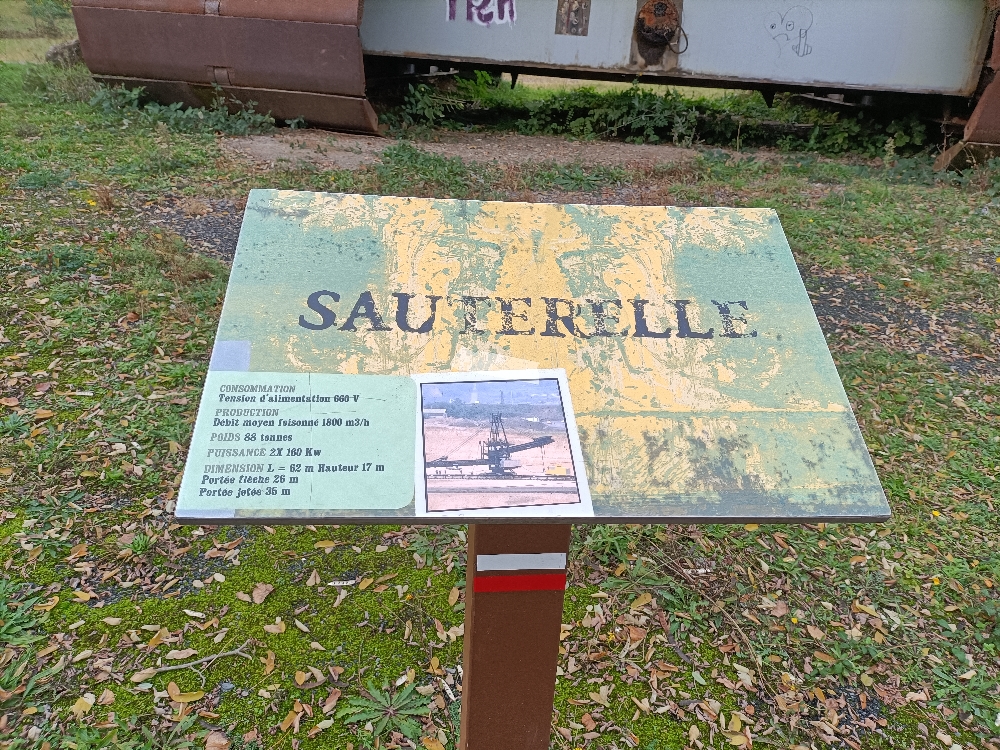 SAUTERELLE
CONSOMMATION
Tension d'alimentation 660 V
PRODUCTION
Débit moyen foisonné 1800 m3/h
POIDS 88 tonnes
PUISSANCE 2X 160 Kw
DIMENSION L = 62 m Hauteur 17 m
Portée flèche 26 m
Portée jetée 35 m